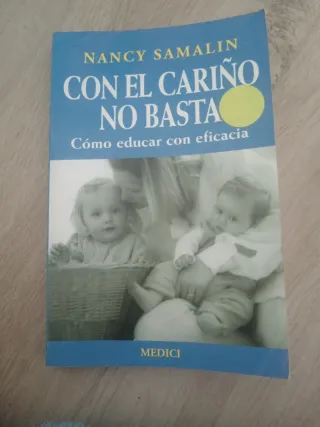 NANCY SAMALIN
CON EL CARIÑO
NO BASTA
Cómo educar con eficacia
MEDICI